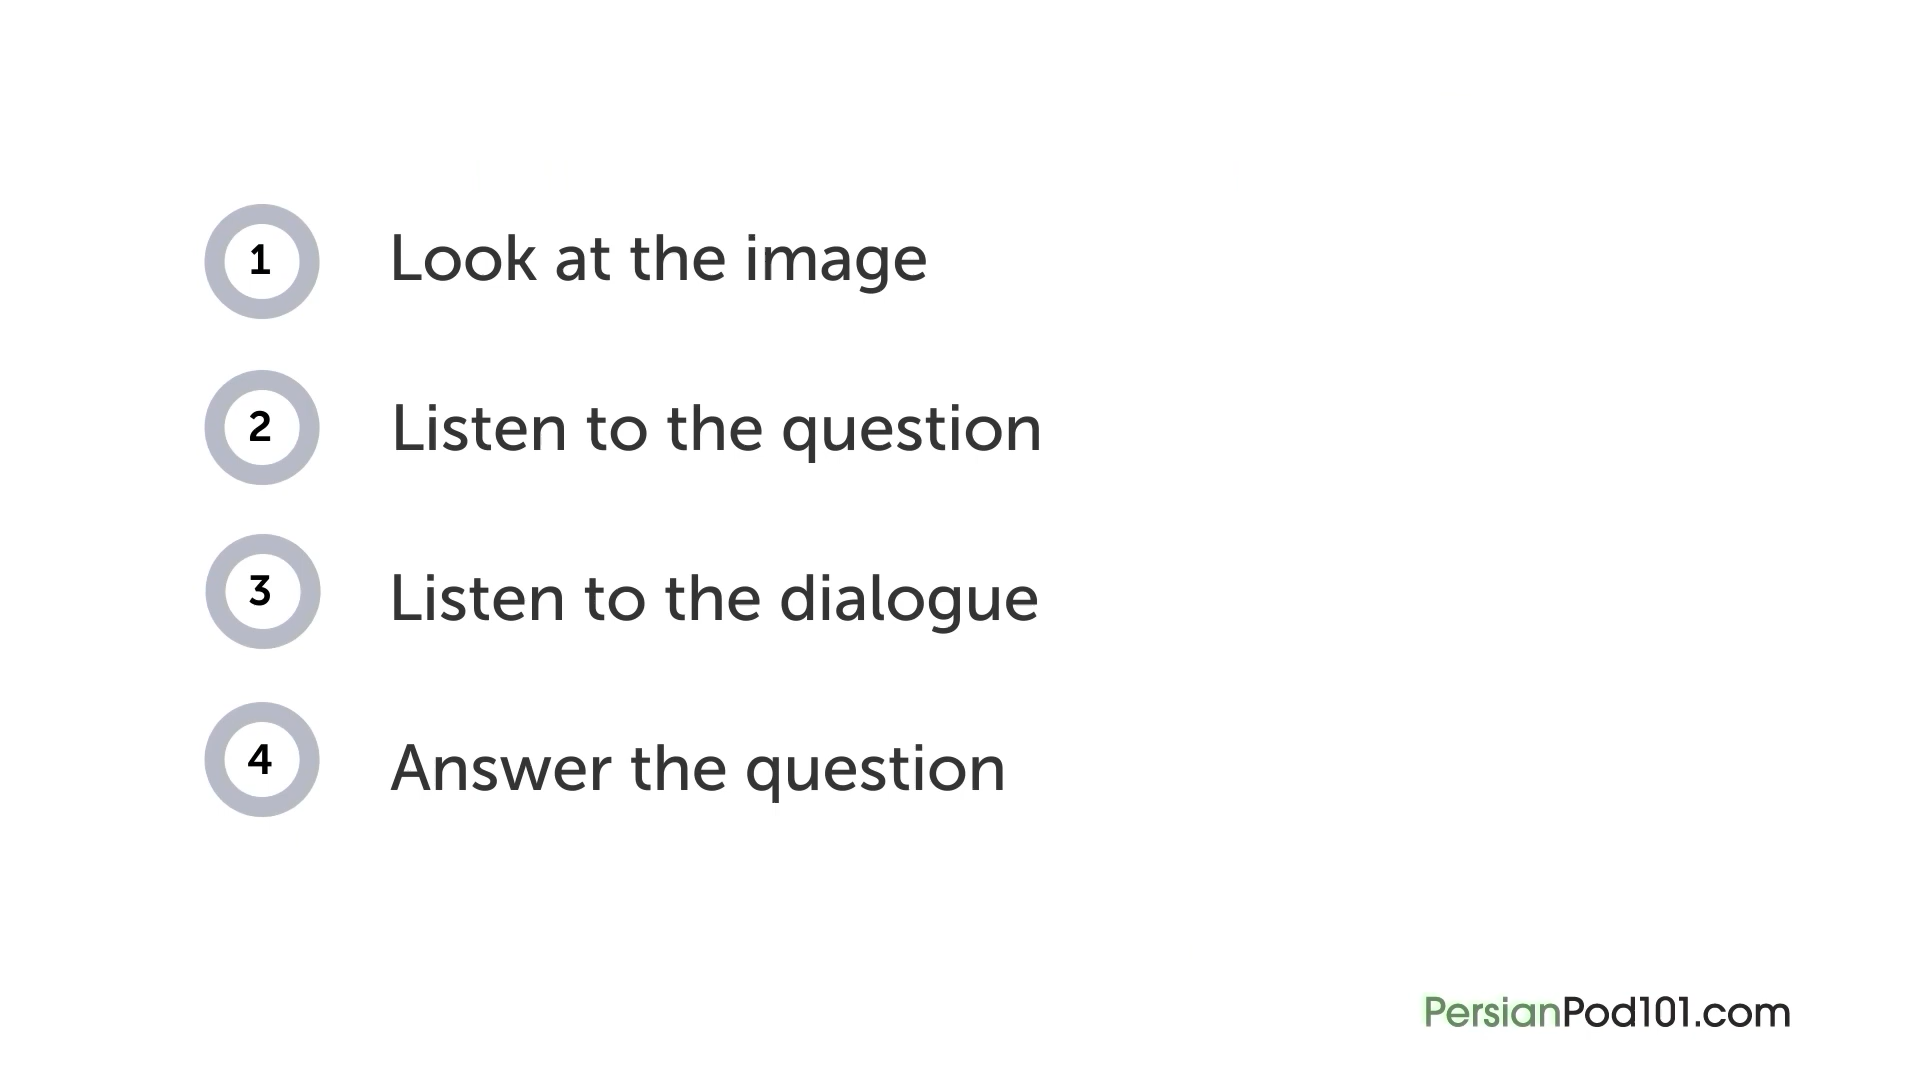 1 Look at the image
2 Listen to the question
3 Listen to the dialogue
4 Answer the question
PersianPod101.com